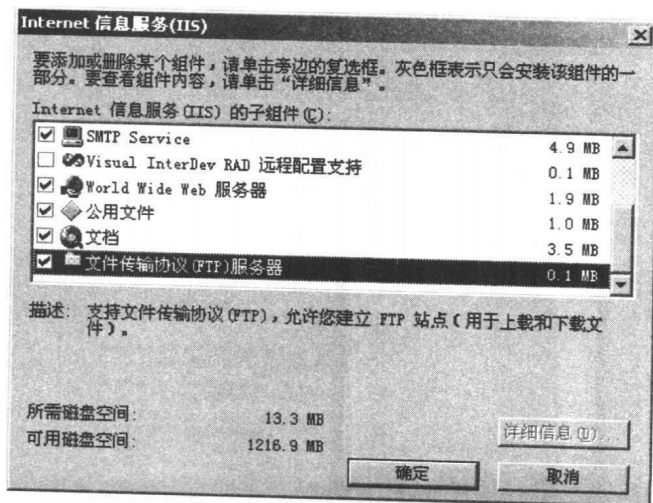 Internet 信息服务(IIS)
要添加或删除某个组件，请单击旁边的复选框。灰色框表示只会安装该组件的一
部分。要查看组件内容，请单击“详细信息”。
Internet 信息服务(IIS) 的子组件(C):
SMTP Service 4.9 MB
Visual InterDev RAD 远程配置支持 0.1 MB
World Wide Web 服务器 1.9 MB
公用文件 1.0 MB
文档 3.5 MB
文件传输协议(FTP)服务器 0.1 MB
描述: 支持文件传输协议(FTP)，允许您建立 FTP 站点(用于上载和下载文
件)。
所需磁盘空间: 13.3 MB
可用磁盘空间: 1216.9 MB
详细信息(D)...
确定 取消